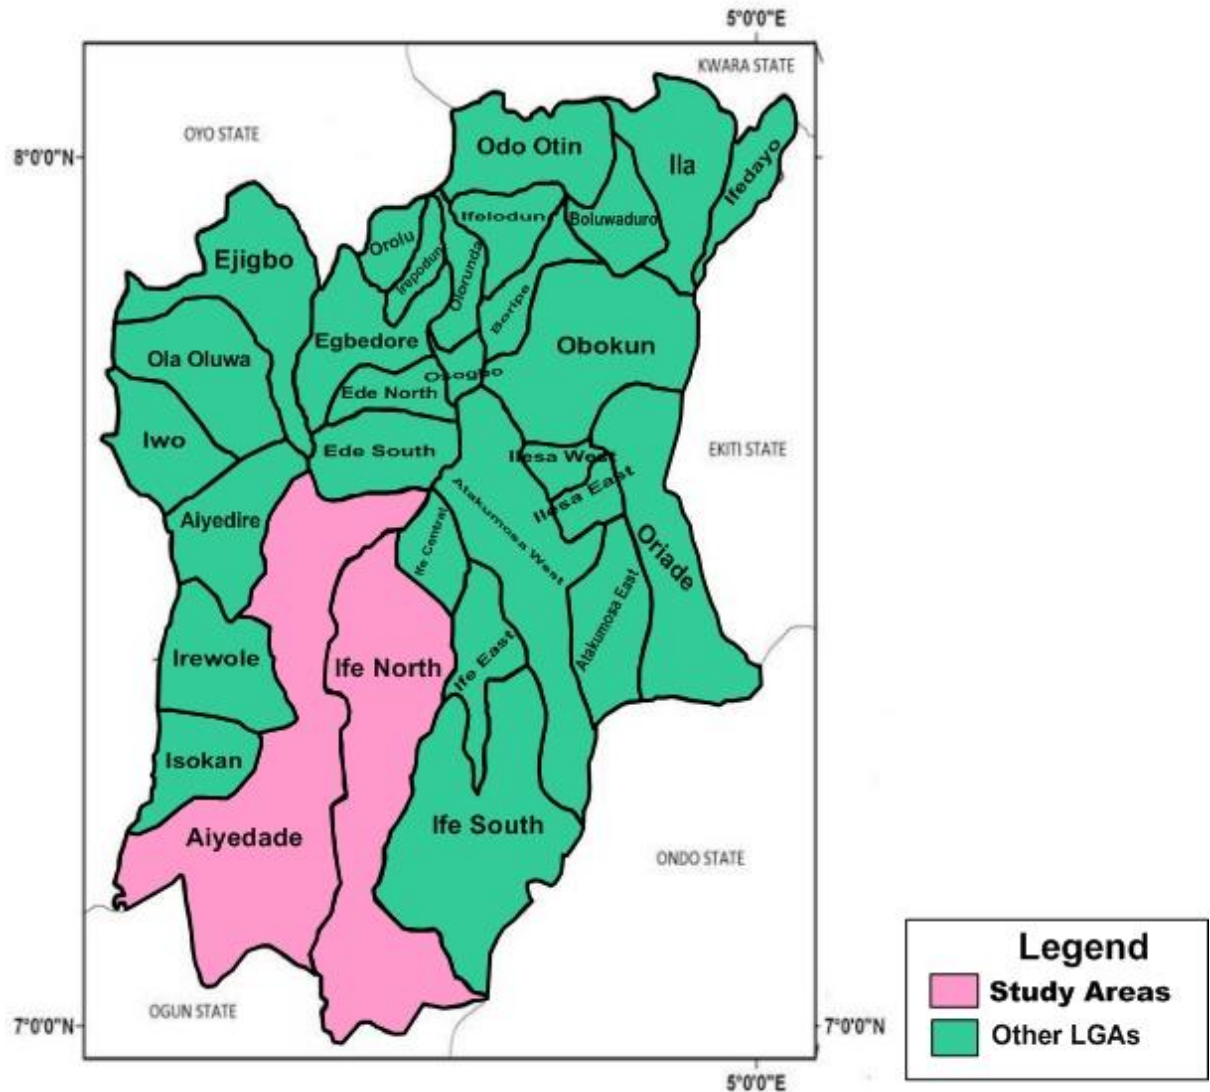 5°0'0"E
KWARA STATE
OYO STATE
8°0'0"N
Odo Otin
Ila
Ifedayo
Ifelodun
Boluwaduro
Orolu
Irepodun
Olorunda
Ejigbo
Boripe
Egbedore
Obokun
Ola Oluwa
Osogbo
Ede North
Iwo
Ede South
Ilesa West
EKITI STATE
Ilesa East
Atakumosa West
Aiyedire
Ife Central
Oriade
Atakumosa East
Irewole
Ife North
Ife East
Isokan
Ife South
Aiyedade
ONDO STATE
OGUN STATE
7°0'0"N
7°0'0"N
5°0'0"E
Legend
Study Areas
Other LGAs